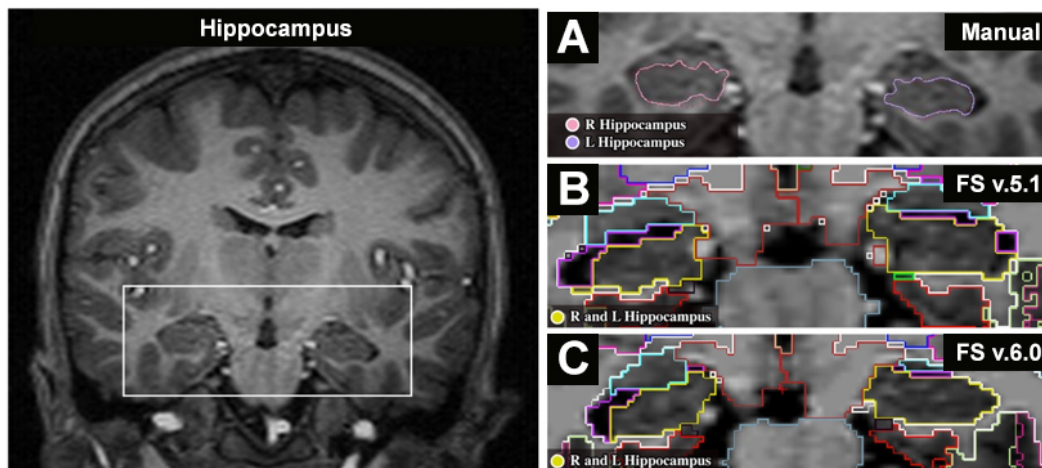 Hippocampus
A
Manual
R Hippocampus
L Hippocampus
B
FS v.5.1
R and L Hippocampus
C
FS v.6.0
R and L Hippocampus